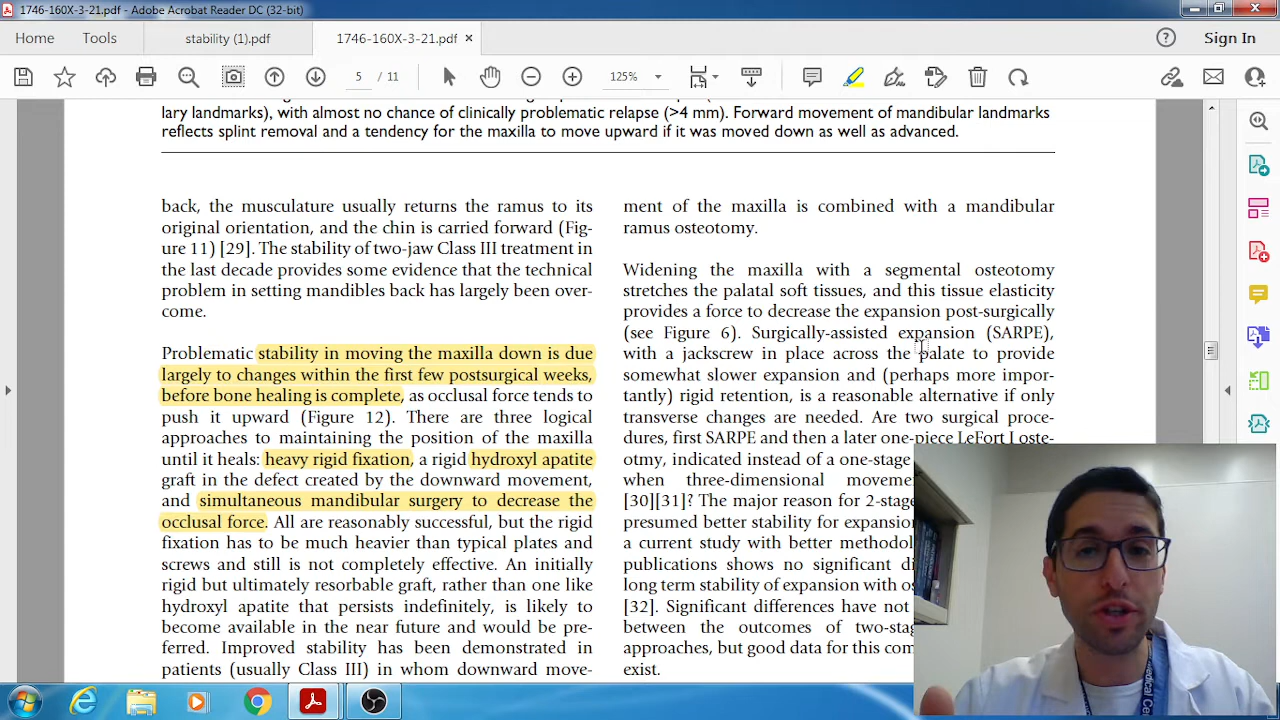 1746-160X-3-21.pdf - Adobe Acrobat Reader DC (32-bit)
Home Tools stability (1).pdf 1746-160X-3-21.pdf × Sign In
5 / 11 125%
lary landmarks), with almost no chance of clinically problematic relapse (>4 mm). Forward movement of mandibular landmarks
reflects splint removal and a tendency for the maxilla to move upward if it was moved down as well as advanced.
back, the musculature usually returns the ramus to its
original orientation, and the chin is carried forward (Fig-
ure 11) [29]. The stability of two-jaw Class III treatment in
the last decade provides some evidence that the technical
problem in setting mandibles back has largely been over-
come.
Problematic stability in moving the maxilla down is due
largely to changes within the first few postsurgical weeks,
before bone healing is complete, as occlusal force tends to
push it upward (Figure 12). There are three logical
approaches to maintaining the position of the maxilla
until it heals: heavy rigid fixation, a rigid hydroxyl apatite
graft in the defect created by the downward movement,
and simultaneous mandibular surgery to decrease the
occlusal force. All are reasonably successful, but the rigid
fixation has to be much heavier than typical plates and
screws and still is not completely effective. An initially
rigid but ultimately resorbable graft, rather than one like
hydroxyl apatite that persists indefinitely, is likely to
become available in the near future and would be pre-
ferred. Improved stability has been demonstrated in
patients (usually Class III) in whom downward move-
ment of the maxilla is combined with a mandibular
ramus osteotomy.
Widening the maxilla with a segmental osteotomy
stretches the palatal soft tissues, and this tissue elasticity
provides a force to decrease the expansion post-surgically
(see Figure 6). Surgically-assisted expansion (SARPE),
with a jackscrew in place across the palate to provide
somewhat slower expansion and (perhaps more impor-
tantly) rigid retention, is a reasonable alternative if only
transverse changes are needed. Are two surgical proce-
dures, first SARPE and then a later one-piece LeFort I oste-
otomy, indicated instead of a one-stage
when three-dimensional movem
[30][31]? The major reason for 2-stage
presumed better stability for expansion
a current study with better methodol
publications shows no significant di
long term stability of expansion with os
[32]. Significant differences have not
between the outcomes of two-stag
approaches, but good data for this com
exist.